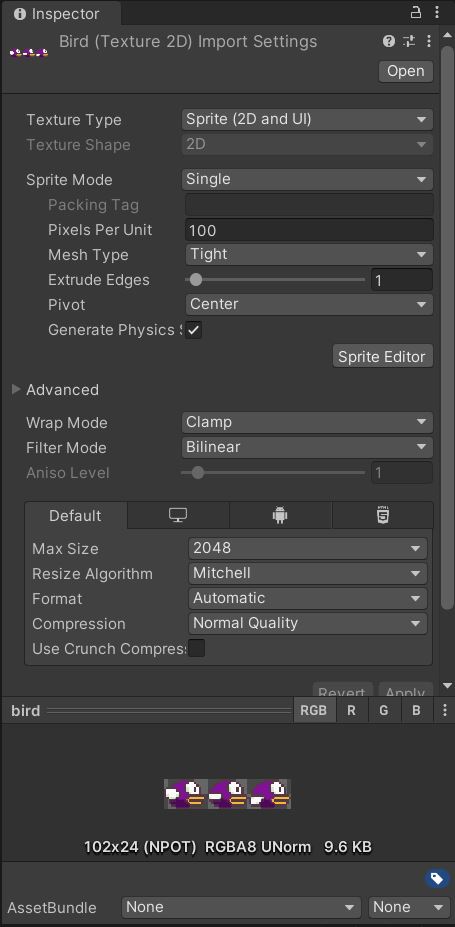 Inspector
Bird (Texture 2D) Import Settings
Open
Texture Type Sprite (2D and UI)
Texture Shape 2D
Sprite Mode Single
Packing Tag
Pixels Per Unit 100
Mesh Type Tight
Extrude Edges 1
Pivot Center
Generate Physics S
Sprite Editor
Advanced
Wrap Mode Clamp
Filter Mode Bilinear
Aniso Level 1
Default HTML 5
Max Size 2048
Resize Algorithm Mitchell
Format Automatic
Compression Normal Quality
Use Crunch Compress
Revert Apply
bird RGB R G B
102x24 (NPOT) RGBA8 UNorm 9.6 KB
AssetBundle None None